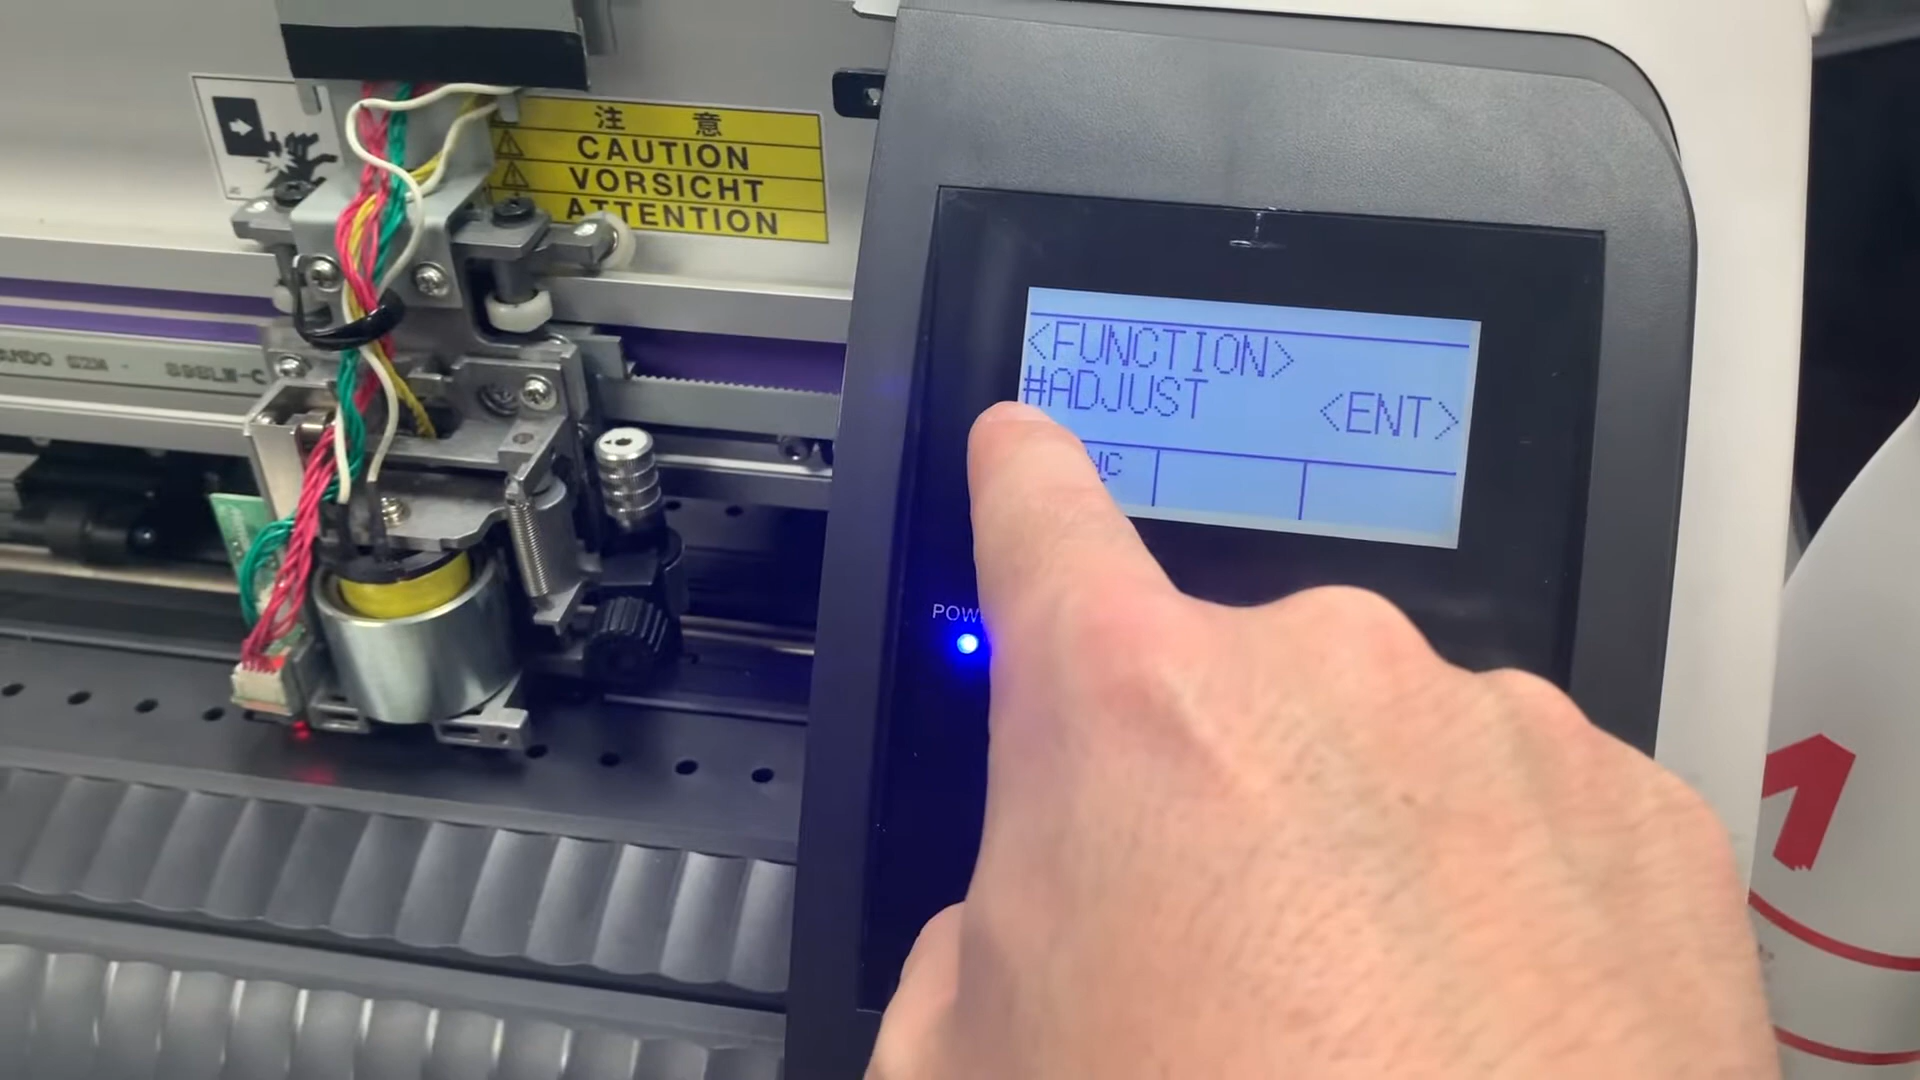 注 意
CAUTION
VORSICHT
ATTENTION
<FUNCTION>
#ADJUST
<ENT>